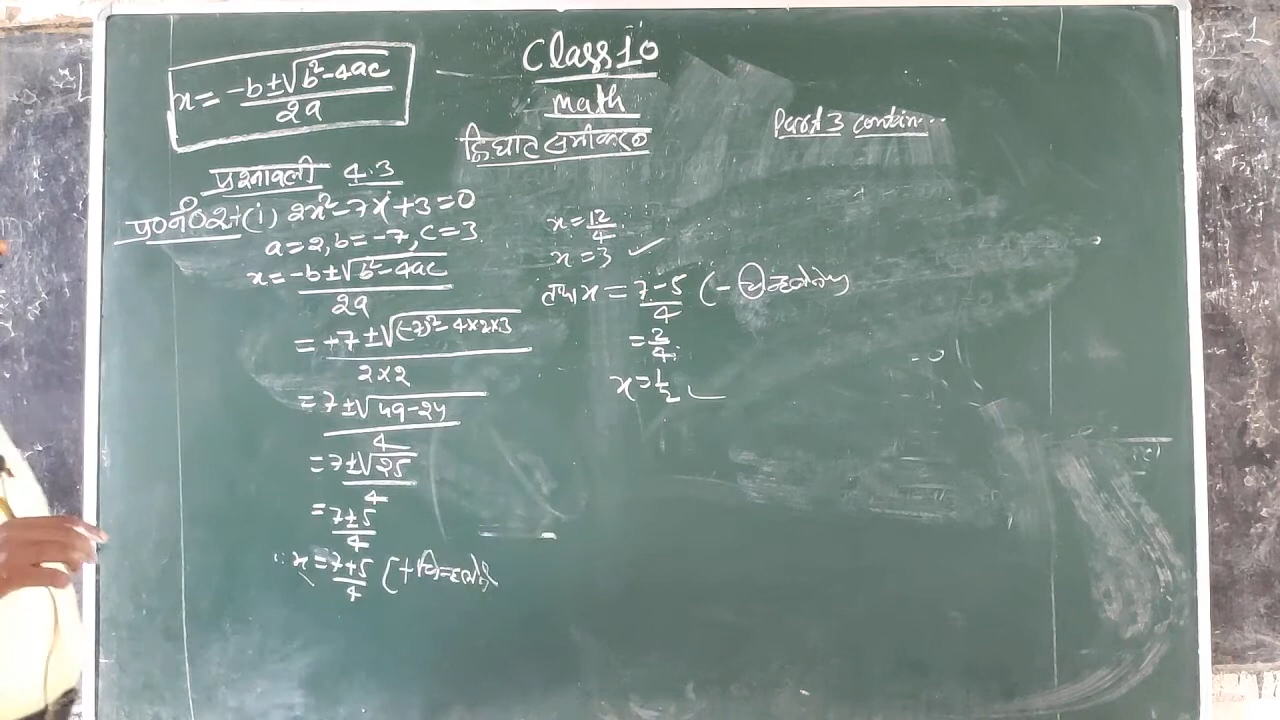 Class 10
math
द्विघात समीकरण
Part 3 contin...
x = -b±√b²-4ac / 2a
प्रश्नावली 4.3
प्र०नं०2→(i) 2x²-7x+3=0
a=2, b=-7, c=3
x = -b±√b²-4ac / 2a
= +7±√(-7)²-4×2×3 / 2×2
= 7±√49-24 / 4
= 7±√25 / 4
= 7±5 / 4
∴ x = 7+5 / 4 (+चिन्ह लेने
x = 12/4
x = 3 ✓
तथा x = 7-5 / 4 (-चिन्ह लेने
= 2/4
x = 1/2